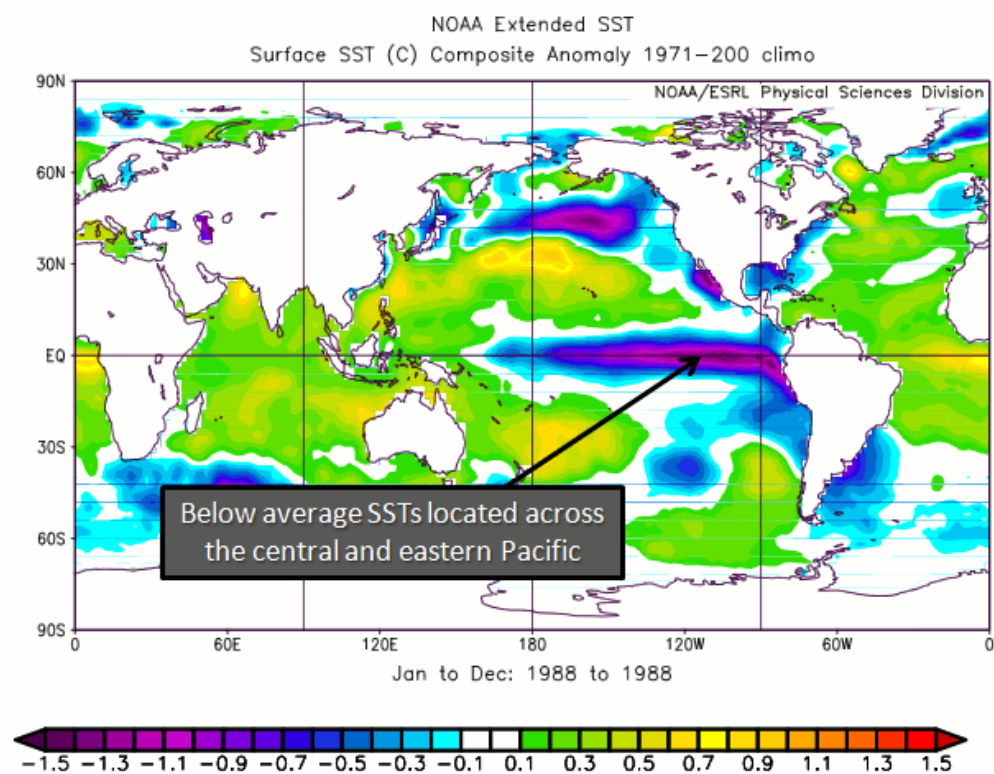 NOAA Extended SST
Surface SST (C) Composite Anomaly 1971-200 climo
90N
NOAA/ESRL Physical Sciences Division
60N
30N
EQ
30S
Below average SSTs located across
the central and eastern Pacific
60S
90S
0 60E 120E 180 120W 60W 0
Jan to Dec: 1988 to 1988
-1.5 -1.3 -1.1 -0.9 -0.7 -0.5 -0.3 -0.1 0.1 0.3 0.5 0.7 0.9 1.1 1.3 1.5